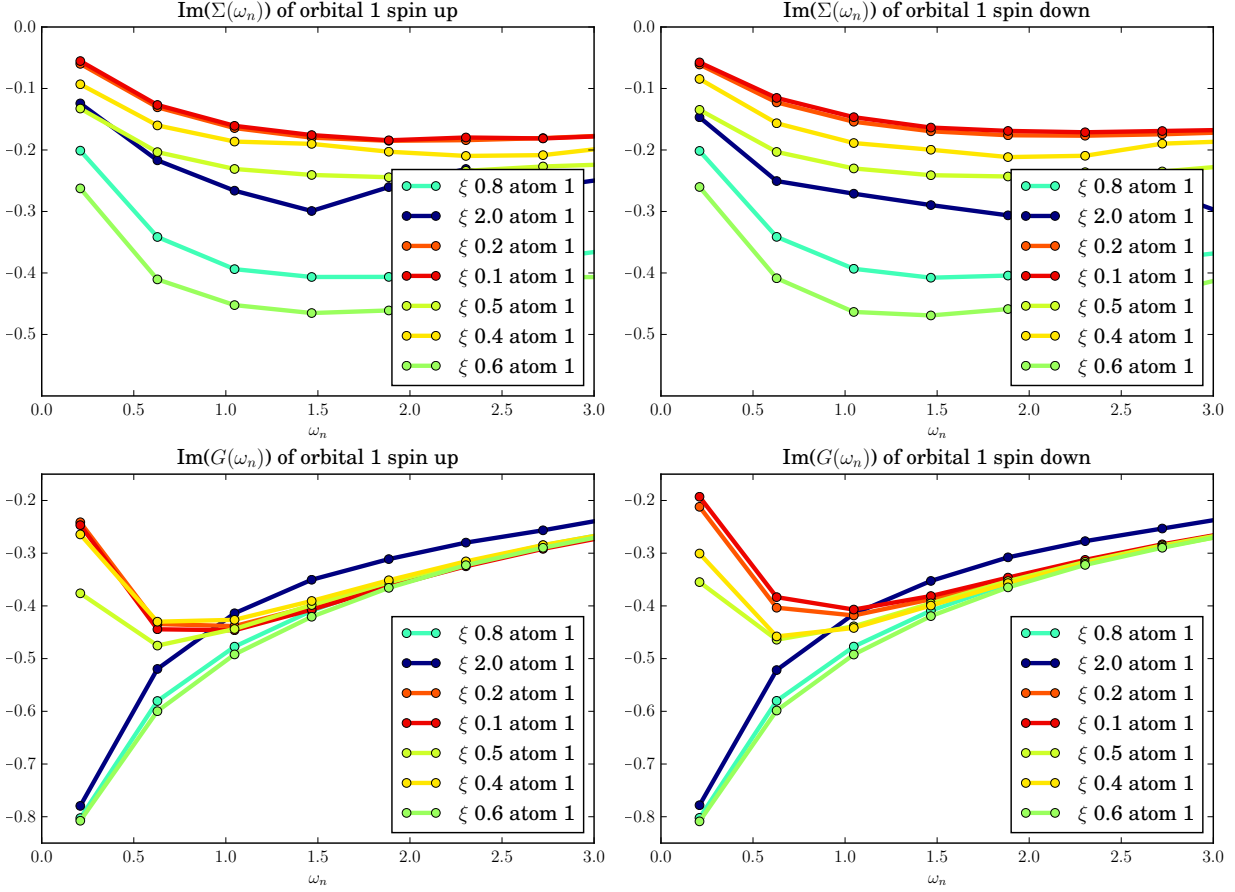 Im(Σ(ω_n)) of orbital 1 spin up
0.0
−0.1
−0.2
−0.3
−0.4
−0.5
ξ 0.8 atom 1
ξ 2.0 atom 1
ξ 0.2 atom 1
ξ 0.1 atom 1
ξ 0.5 atom 1
ξ 0.4 atom 1
ξ 0.6 atom 1
0.0 0.5 1.0 1.5 2.0 2.5 3.0
ω_n
Im(Σ(ω_n)) of orbital 1 spin down
0.0
−0.1
−0.2
−0.3
−0.4
−0.5
ξ 0.8 atom 1
ξ 2.0 atom 1
ξ 0.2 atom 1
ξ 0.1 atom 1
ξ 0.5 atom 1
ξ 0.4 atom 1
ξ 0.6 atom 1
0.0 0.5 1.0 1.5 2.0 2.5 3.0
ω_n
Im(G(ω_n)) of orbital 1 spin up
−0.2
−0.3
−0.4
−0.5
−0.6
−0.7
−0.8
ξ 0.8 atom 1
ξ 2.0 atom 1
ξ 0.2 atom 1
ξ 0.1 atom 1
ξ 0.5 atom 1
ξ 0.4 atom 1
ξ 0.6 atom 1
0.0 0.5 1.0 1.5 2.0 2.5 3.0
ω_n
Im(G(ω_n)) of orbital 1 spin down
−0.2
−0.3
−0.4
−0.5
−0.6
−0.7
−0.8
ξ 0.8 atom 1
ξ 2.0 atom 1
ξ 0.2 atom 1
ξ 0.1 atom 1
ξ 0.5 atom 1
ξ 0.4 atom 1
ξ 0.6 atom 1
0.0 0.5 1.0 1.5 2.0 2.5 3.0
ω_n